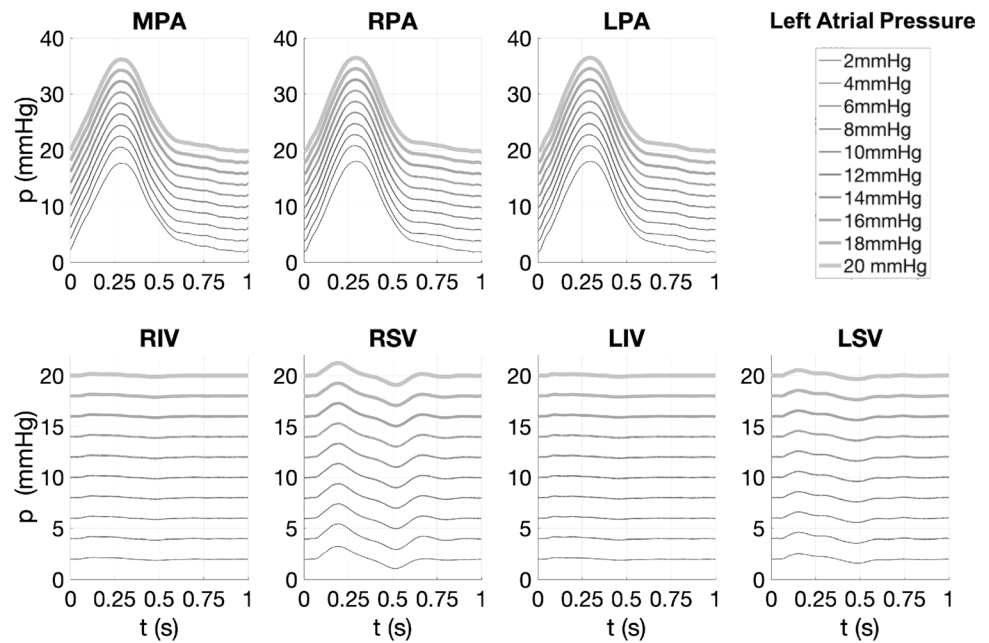 MPA RPA LPA Left Atrial Pressure
40 40 40
30 30 30
20 20 20
10 10 10
0 0 0
p (mmHg)
0 0.25 0.5 0.75 1 0 0.25 0.5 0.75 1 0 0.25 0.5 0.75 1
2mmHg
4mmHg
6mmHg
8mmHg
10mmHg
12mmHg
14mmHg
16mmHg
18mmHg
20 mmHg
RIV RSV LIV LSV
20 20 20 20
15 15 15 15
10 10 10 10
5 5 5 5
0 0 0 0
p (mmHg)
0 0.25 0.5 0.75 1 0 0.25 0.5 0.75 1 0 0.25 0.5 0.75 1 0 0.25 0.5 0.75 1
t (s) t (s) t (s) t (s)